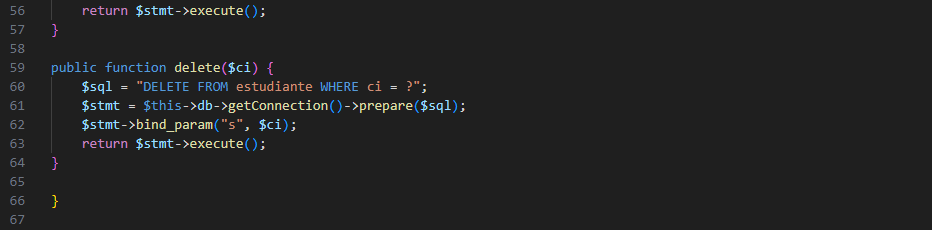 56 return $stmt->execute();
57 }
58
59 public function delete($ci) {
60 $sql = "DELETE FROM estudiante WHERE ci = ?";
61 $stmt = $this->db->getConnection()->prepare($sql);
62 $stmt->bind_param("s", $ci);
63 return $stmt->execute();
64 }
65
66 }
67